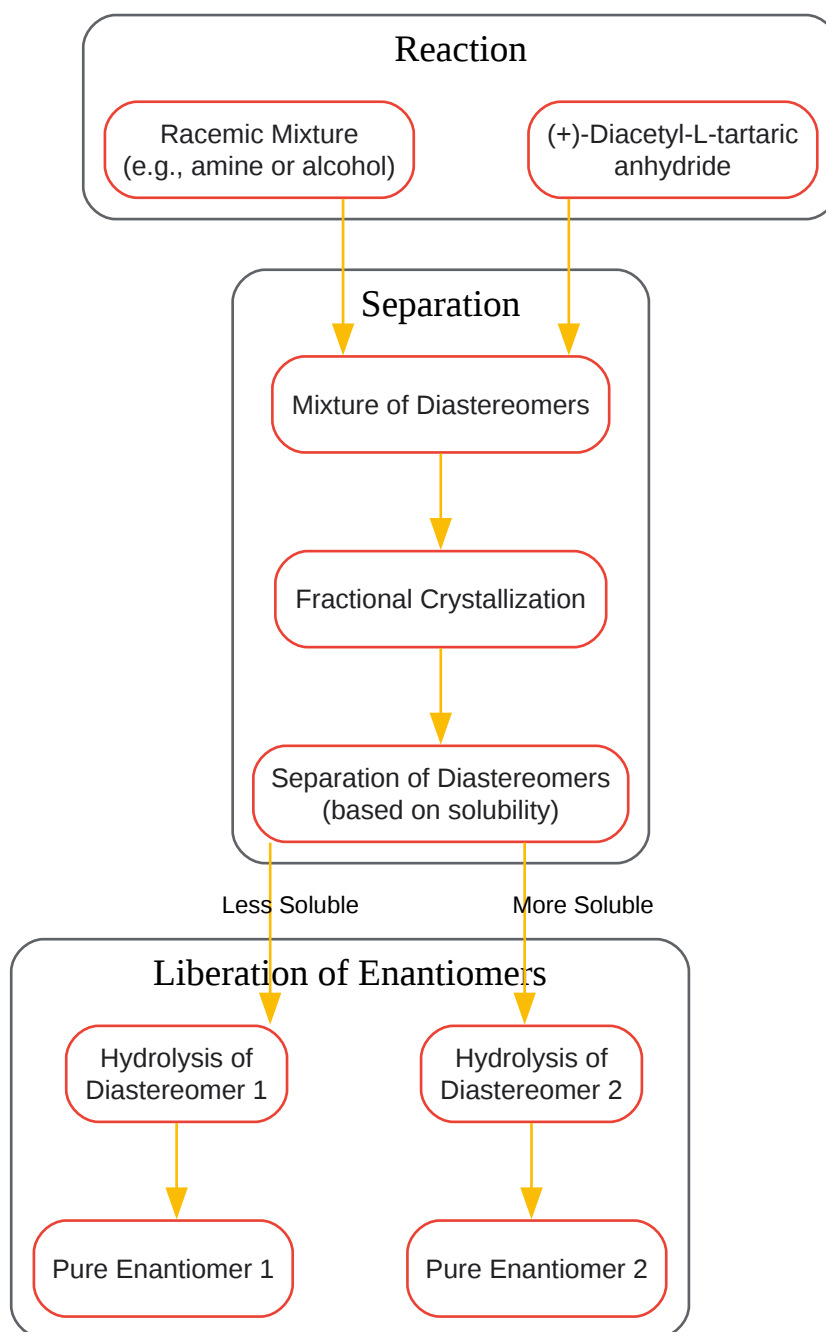 Reaction
Racemic Mixture
(e.g., amine or alcohol)
(+)-Diacetyl-L-tartaric
anhydride
Separation
Mixture of Diastereomers
Fractional Crystallization
Separation of Diastereomers
(based on solubility)
Less Soluble
More Soluble
Liberation of Enantiomers
Hydrolysis of
Diastereomer 1
Hydrolysis of
Diastereomer 2
Pure Enantiomer 1
Pure Enantiomer 2